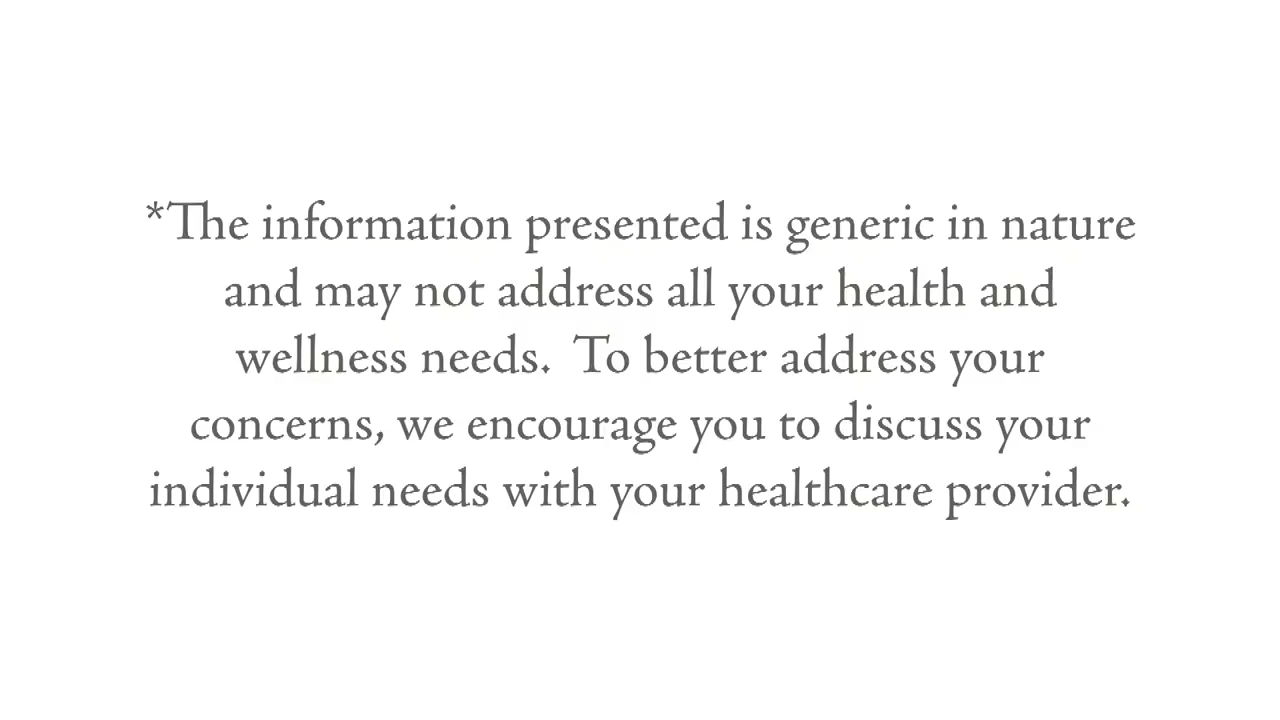 *The information presented is generic in nature
and may not address all your health and
wellness needs.  To better address your
concerns, we encourage you to discuss your
individual needs with your healthcare provider.